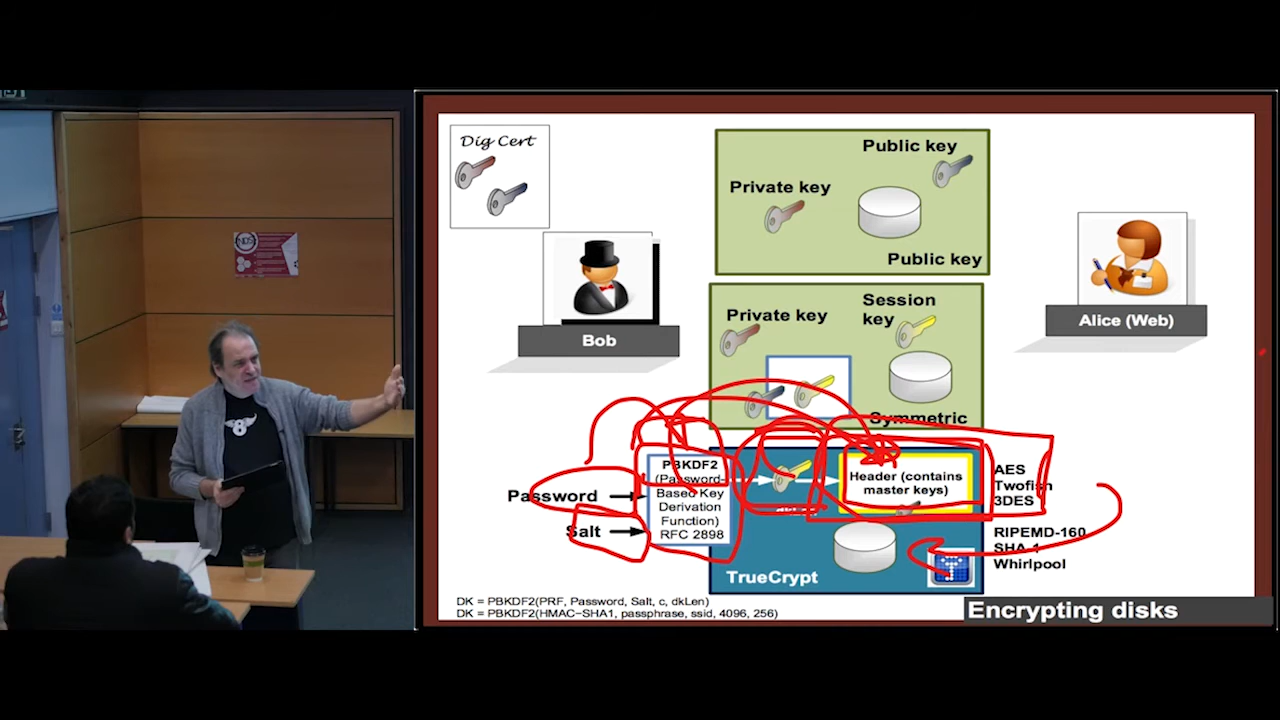 Dig Cert
Public key
Private key
Public key
Session
key
Private key
Bob
Alice (Web)
Symmetric
PBKDF2
(Password-
Based Key
Derivation
Function)
RFC 2898
Password
Salt
Header (contains
master keys)
AES
Twofish
3DES
RIPEMD-160
SHA-1
Whirlpool
TrueCrypt
DK = PBKDF2(PRF, Password, Salt, c, dkLen)
DK = PBKDF2(HMAC−SHA1, passphrase, ssid, 4096, 256)
Encrypting disks
8